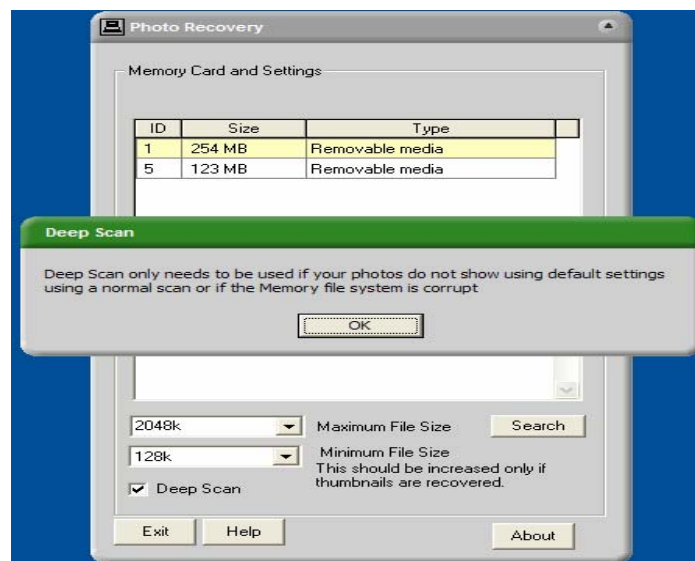 Photo Recovery
Memory Card and Settings
ID Size Type
1 254 MB Removable media
5 123 MB Removable media
Deep Scan
Deep Scan only needs to be used if your photos do not show using default settings
using a normal scan or if the Memory file system is corrupt
OK
2048k Maximum File Size Search
128k Minimum File Size
This should be increased only if
thumbnails are recovered.
Deep Scan
Exit Help About